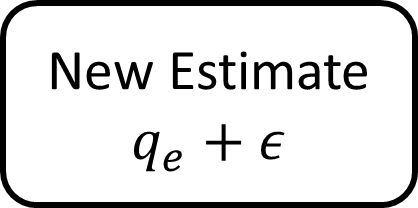 New Estimate
qₑ + ϵ